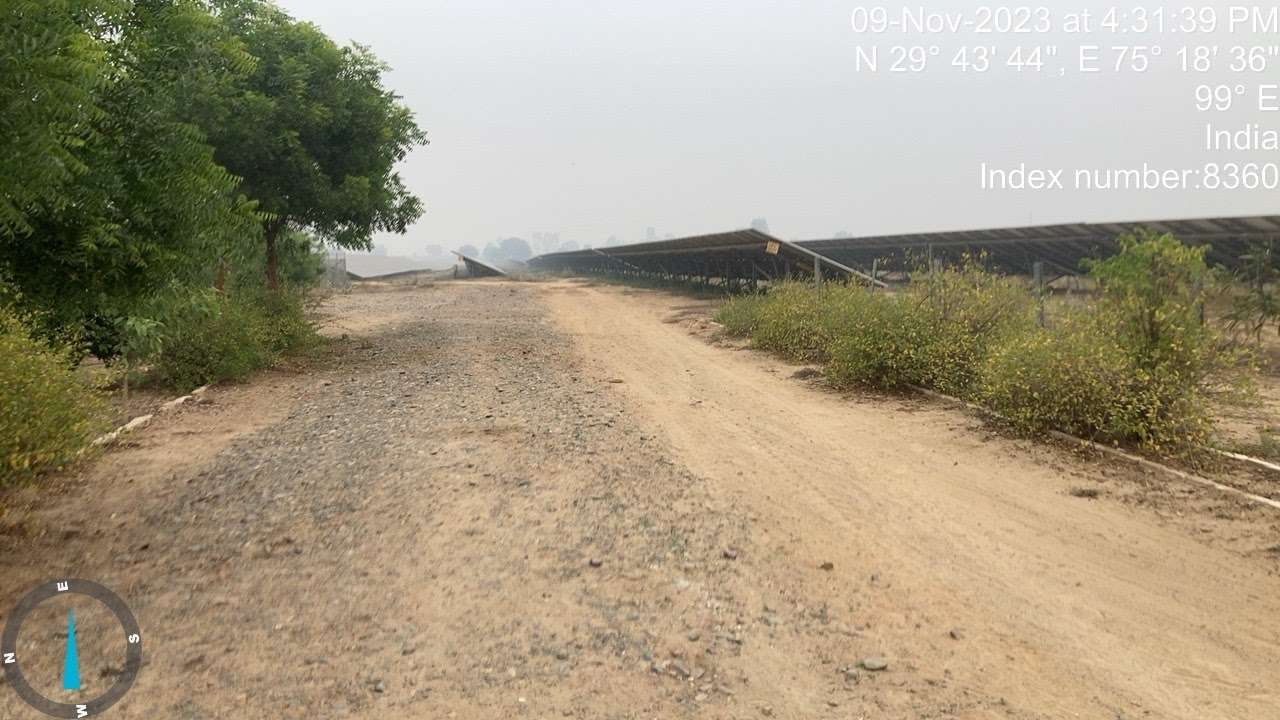 09-Nov-2023 at 4:31:39 PM
N 29° 43' 44", E 75° 18' 36"
99° E
India
Index number:8360
E
S
N
W